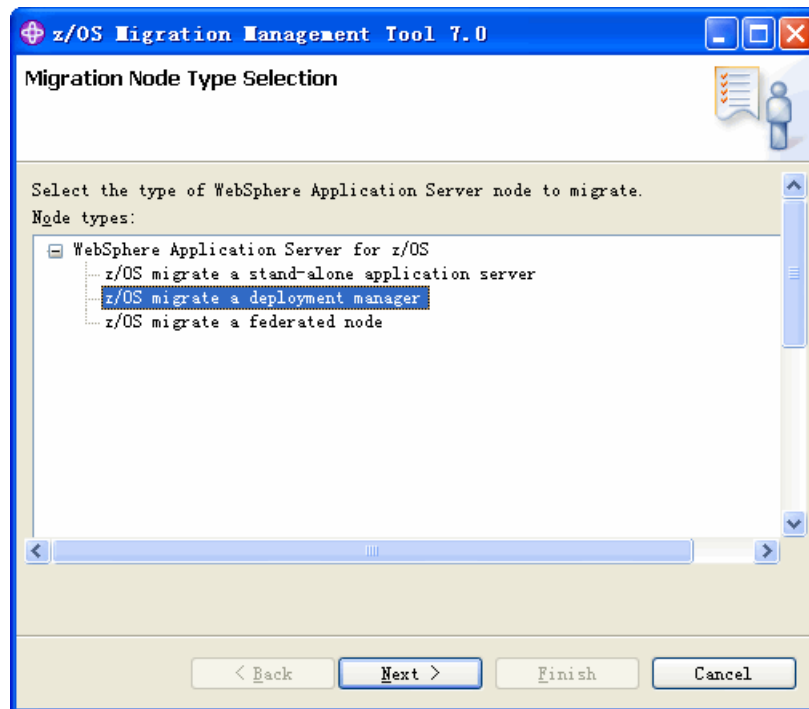 z/OS Migration Management Tool 7.0
Migration Node Type Selection
Select the type of WebSphere Application Server node to migrate.
Node types:
WebSphere Application Server for z/OS
z/OS migrate a stand-alone application server
z/OS migrate a deployment manager
z/OS migrate a federated node
< Back
Next >
Finish
Cancel